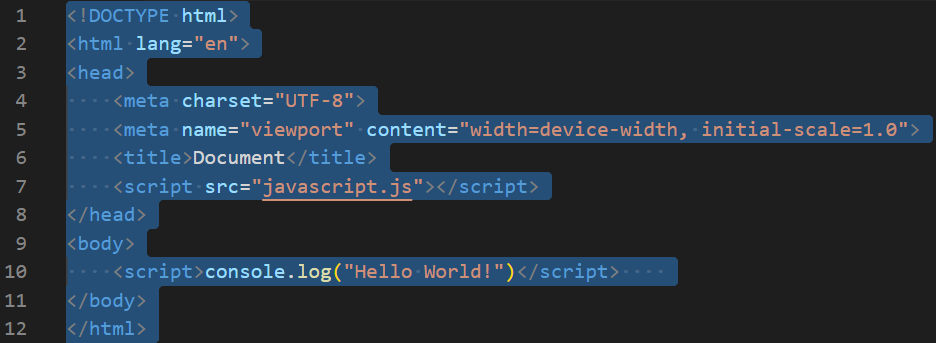 1 <!DOCTYPE html>
2 <html lang="en">
3 <head>
4     <meta charset="UTF-8">
5     <meta name="viewport" content="width=device-width, initial-scale=1.0">
6     <title>Document</title>
7     <script src="javascript.js"></script>
8 </head>
9 <body>
10     <script>console.log("Hello World!")</script>
11 </body>
12 </html>